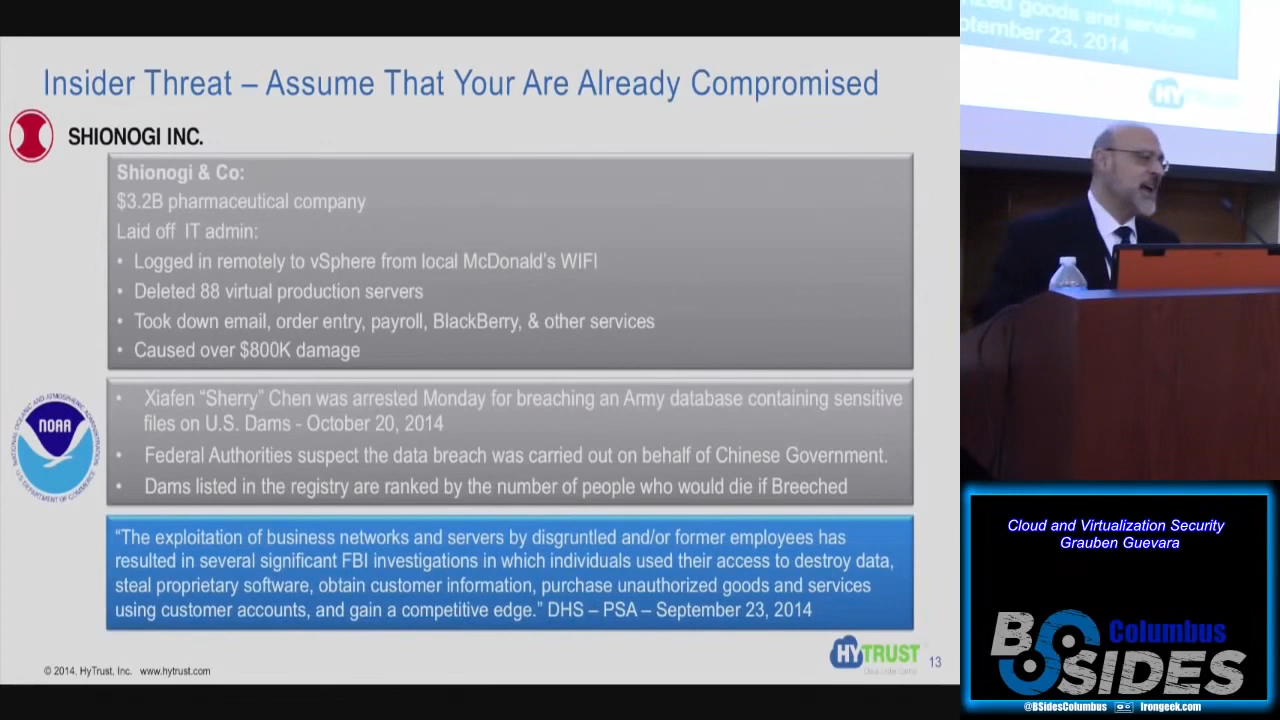 Insider Threat – Assume That Your Are Already Compromised
SHIONOGI INC.
Shionogi & Co:
$3.2B pharmaceutical company
Laid off IT admin:
• Logged in remotely to vSphere from local McDonald's WIFI
• Deleted 88 virtual production servers
• Took down email, order entry, payroll, BlackBerry, & other services
• Caused over $800K damage
NOAA
• Xiafen “Sherry” Chen was arrested Monday for breaching an Army database containing sensitive
files on U.S. Dams - October 20, 2014
• Federal Authorities suspect the data breach was carried out on behalf of Chinese Government.
• Dams listed in the registry are ranked by the number of people who would die if Breeched
“The exploitation of business networks and servers by disgruntled and/or former employees has
resulted in several significant FBI investigations in which individuals used their access to destroy data,
steal proprietary software, obtain customer information, purchase unauthorized goods and services
using customer accounts, and gain a competitive edge.” DHS – PSA – September 23, 2014
© 2014, HyTrust, Inc. www.hytrust.com
HYTRUST
13
goods and services
September 23, 2014
HY
Cloud and Virtualization Security
Grauben Guevara
Columbus
BSIDES
@BSidesColumbus Irongeek.com